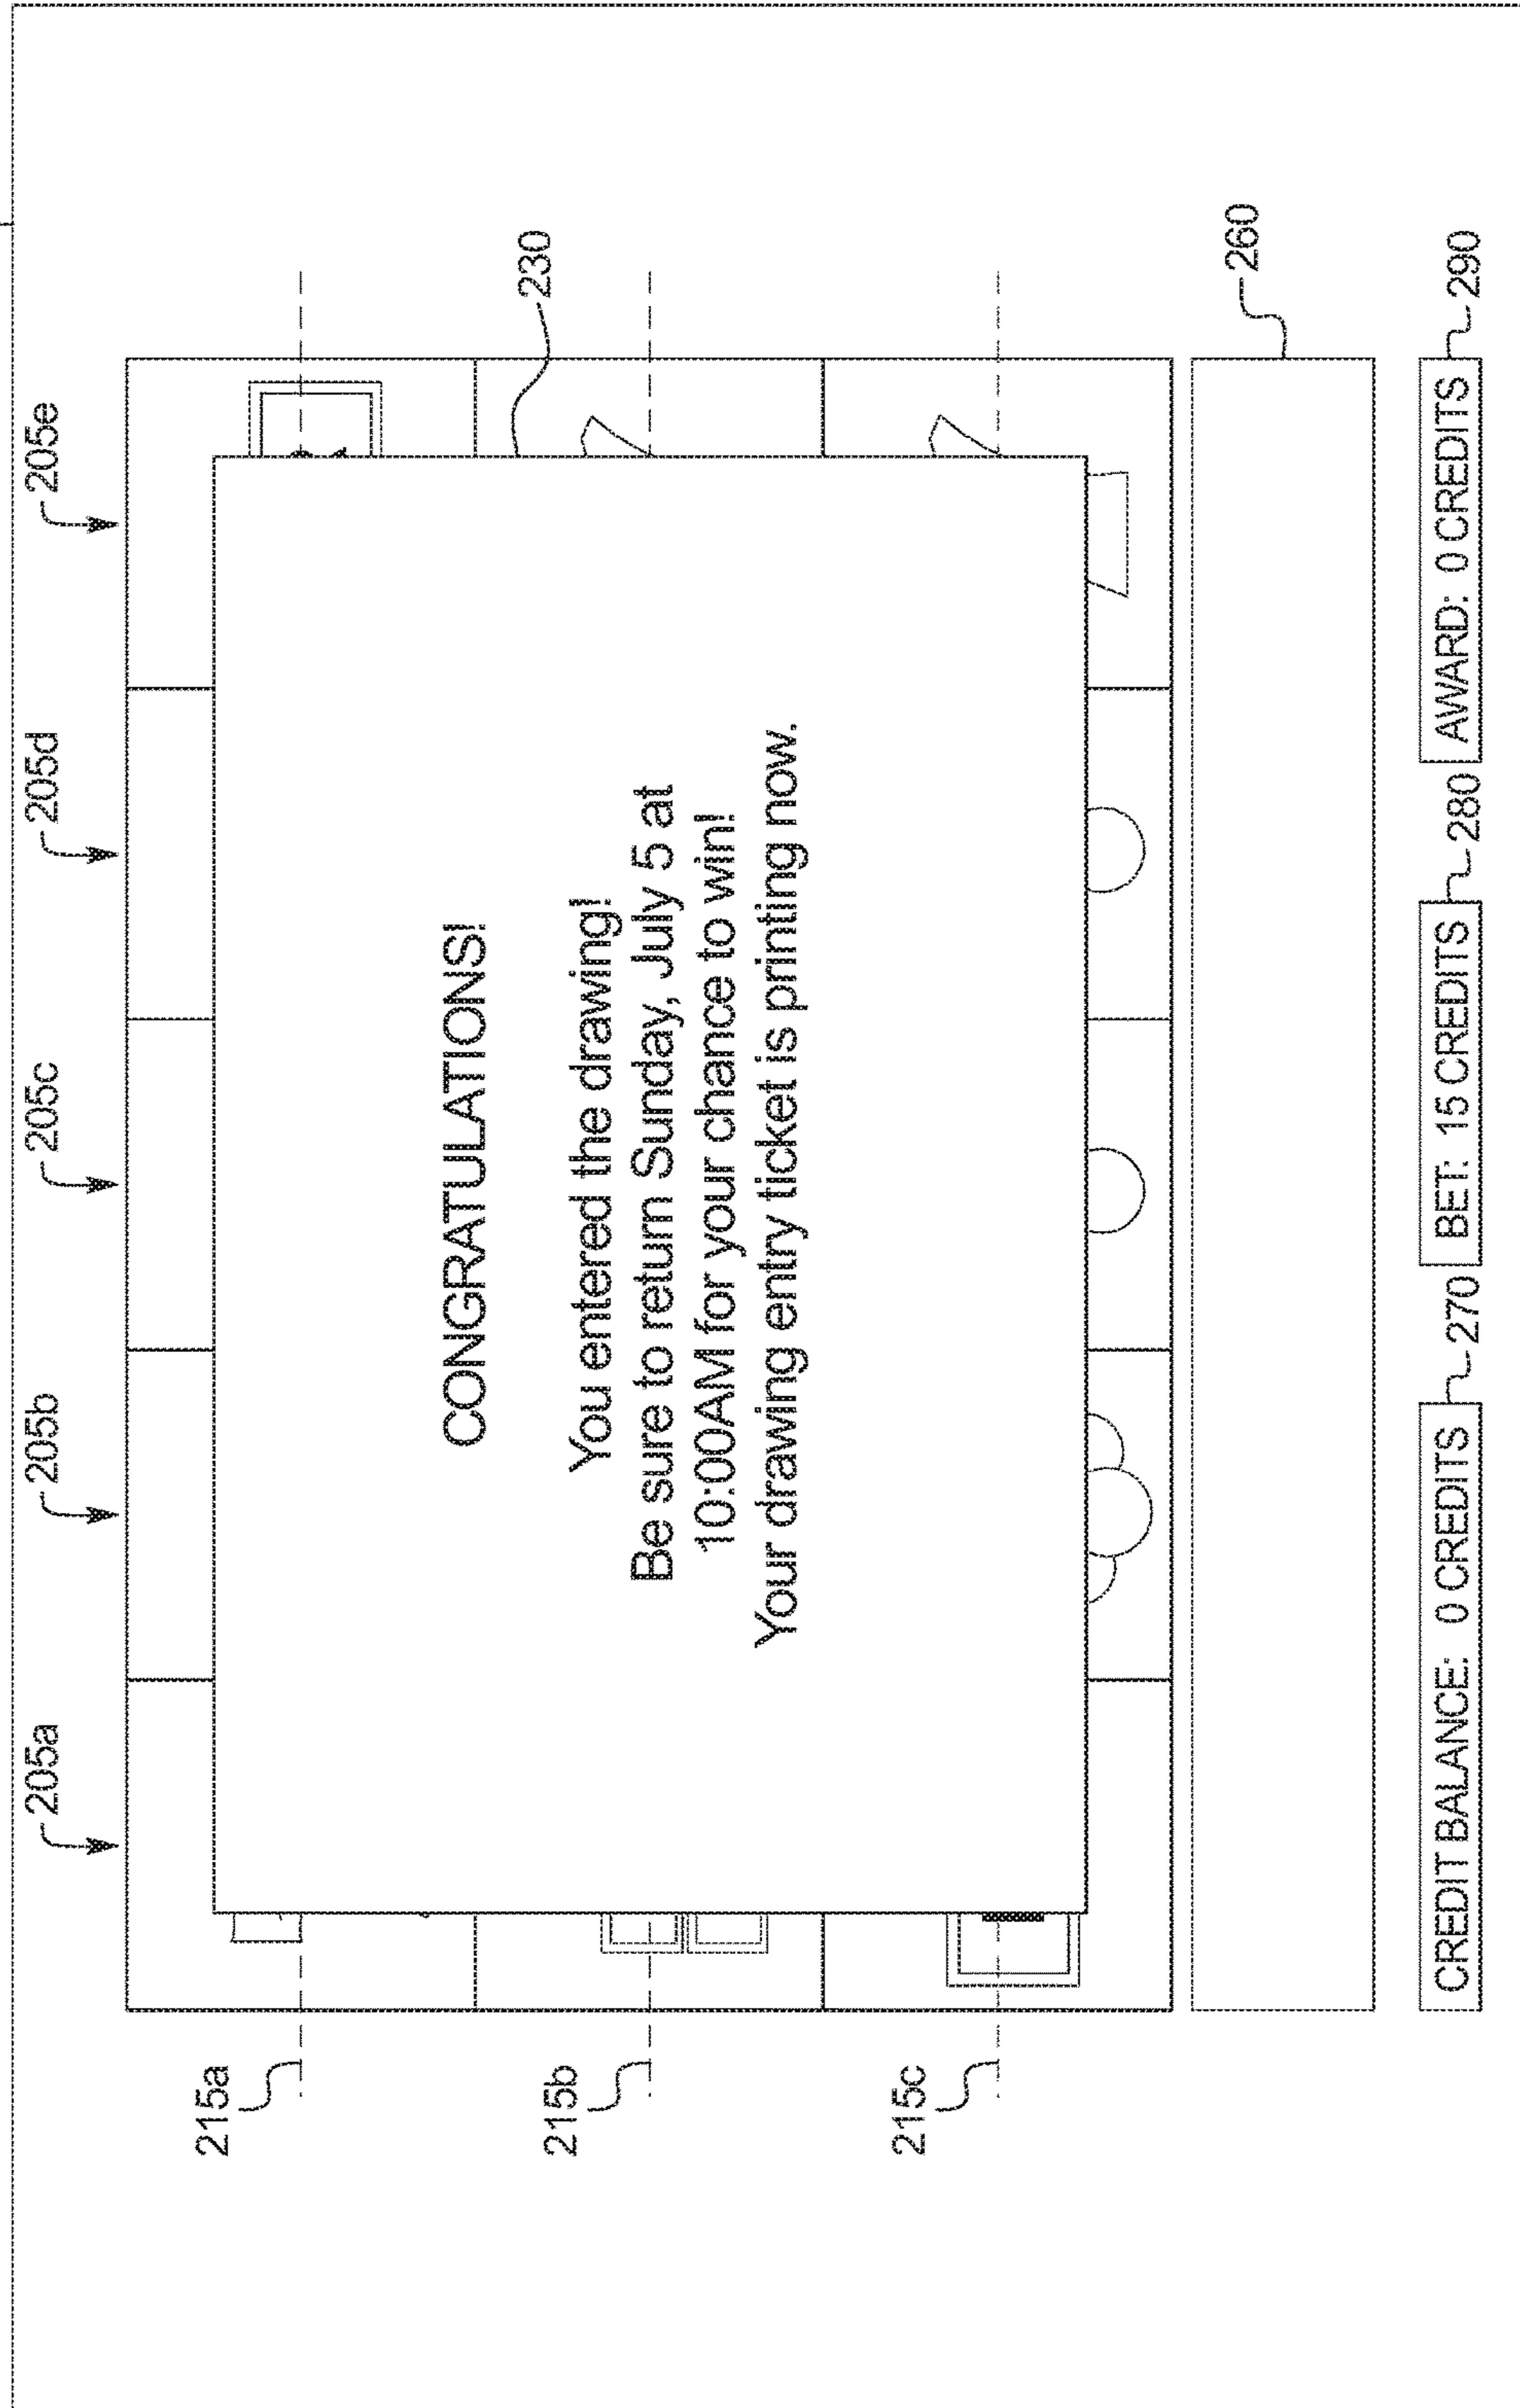 205a
205b
205c
205d
205e
215a
215b
215c
230
CONGRATULATIONS!
You entered the drawing!
Be sure to return Sunday, July 5 at
10:00AM for your chance to win!
Your drawing entry ticket is printing now.
260
CREDIT BALANCE: 0 CREDITS
270
BET: 15 CREDITS
280
AWARD: 0 CREDITS
290